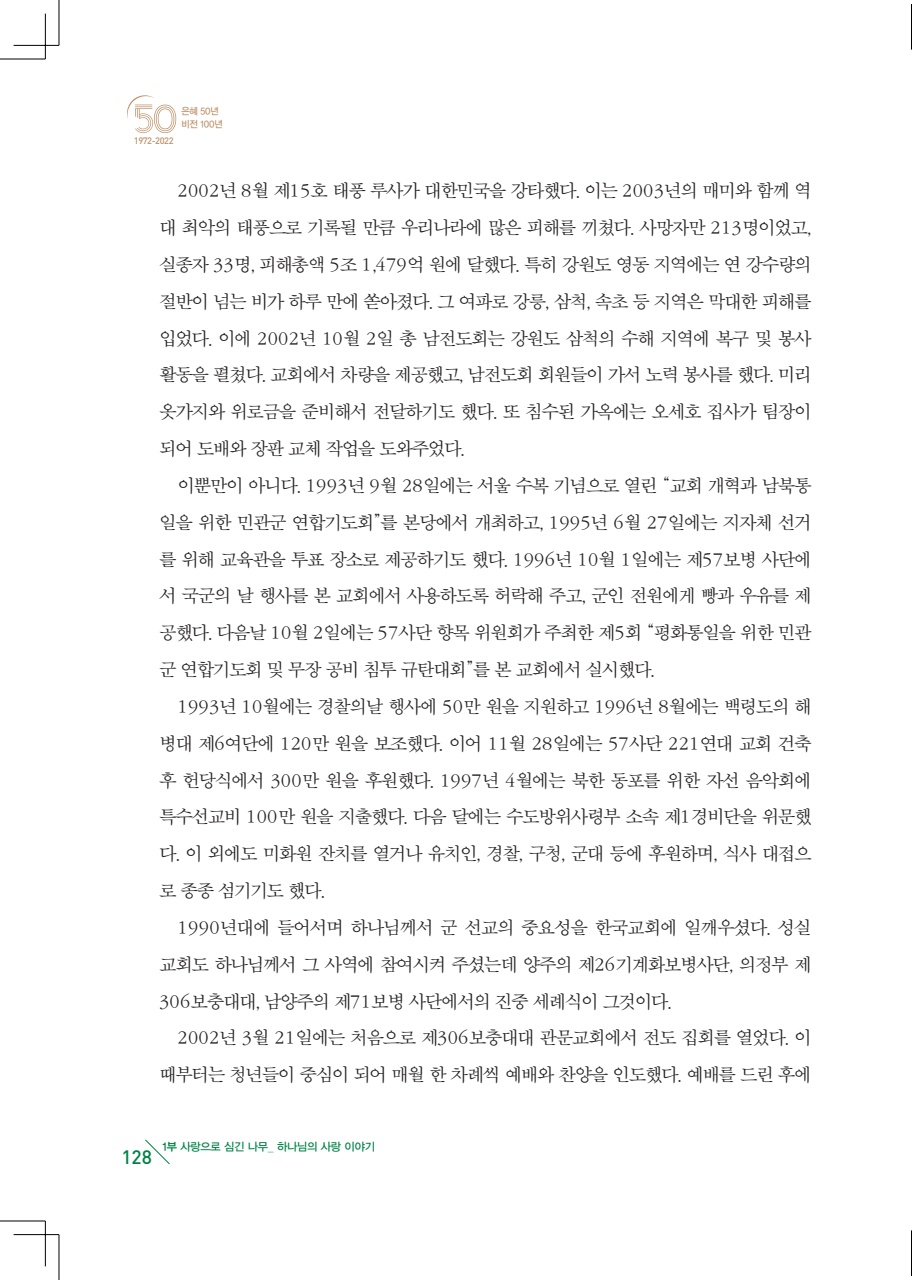 50 은혜 50년
비전 100년
1972-2022
2002년 8월 제15호 태풍 루사가 대한민국을 강타했다. 이는 2003년의 매미와 함께 역
대 최악의 태풍으로 기록될 만큼 우리나라에 많은 피해를 끼쳤다. 사망자만 213명이었고,
실종자 33명, 피해총액 5조 1,479억 원에 달했다. 특히 강원도 영동 지역에는 연 강수량의
절반이 넘는 비가 하루 만에 쏟아졌다. 그 여파로 강릉, 삼척, 속초 등 지역은 막대한 피해를
입었다. 이에 2002년 10월 2일 총 남전도회는 강원도 삼척의 수해 지역에 복구 및 봉사
활동을 펼쳤다. 교회에서 차량을 제공했고, 남전도회 회원들이 가서 노력 봉사를 했다. 미리
옷가지와 위로금을 준비해서 전달하기도 했다. 또 침수된 가옥에는 오세호 집사가 팀장이
되어 도배와 장판 교체 작업을 도와주었다.
이뿐만이 아니다. 1993년 9월 28일에는 서울 수복 기념으로 열린 “교회 개혁과 남북통
일을 위한 민관군 연합기도회”를 본당에서 개최하고, 1995년 6월 27일에는 지자체 선거
를 위해 교육관을 투표 장소로 제공하기도 했다. 1996년 10월 1일에는 제57보병 사단에
서 국군의 날 행사를 본 교회에서 사용하도록 허락해 주고, 군인 전원에게 빵과 우유를 제
공했다. 다음날 10월 2일에는 57사단 향목 위원회가 주최한 제5회 “평화통일을 위한 민관
군 연합기도회 및 무장 공비 침투 규탄대회”를 본 교회에서 실시했다.
1993년 10월에는 경찰의날 행사에 50만 원을 지원하고 1996년 8월에는 백령도의 해
병대 제6여단에 120만 원을 보조했다. 이어 11월 28일에는 57사단 221연대 교회 건축
후 헌당식에서 300만 원을 후원했다. 1997년 4월에는 북한 동포를 위한 자선 음악회에
특수선교비 100만 원을 지출했다. 다음 달에는 수도방위사령부 소속 제1경비단을 위문했
다. 이 외에도 미화원 잔치를 열거나 유치인, 경찰, 구청, 군대 등에 후원하며, 식사 대접으
로 종종 섬기기도 했다.
1990년대에 들어서며 하나님께서 군 선교의 중요성을 한국교회에 일깨우셨다. 성실
교회도 하나님께서 그 사역에 참여시켜 주셨는데 양주의 제26기계화보병사단, 의정부 제
306보충대대, 남양주의 제71보병 사단에서의 진중 세례식이 그것이다.
2002년 3월 21일에는 처음으로 제306보충대대 관문교회에서 전도 집회를 열었다. 이
때부터는 청년들이 중심이 되어 매월 한 차례씩 예배와 찬양을 인도했다. 예배를 드린 후에
128 1부 사랑으로 심긴 나무_ 하나님의 사랑 이야기